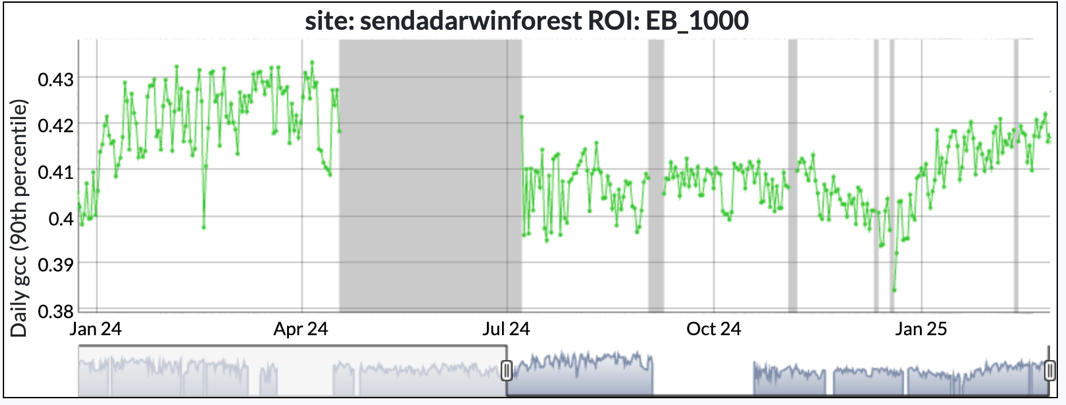 site: sendadarwinforest ROI: EB_1000
Daily gcc (90th percentile)
0.43
0.42
0.41
0.4
0.39
0.38
Jan 24 Apr 24 Jul 24 Oct 24 Jan 25